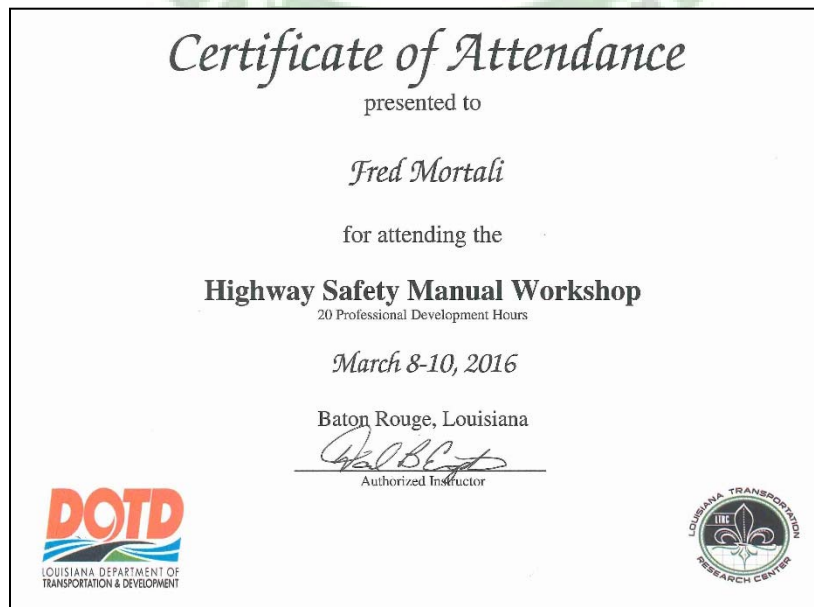 Certificate of Attendance
presented to
Fred Mortali
for attending the
Highway Safety Manual Workshop
20 Professional Development Hours
March 8-10, 2016
Baton Rouge, Louisiana
Authorized Instructor
DOTD
LOUISIANA DEPARTMENT OF
TRANSPORTATION & DEVELOPMENT
LOUISIANA TRANSPORTATION
LTRC
RESEARCH CENTER